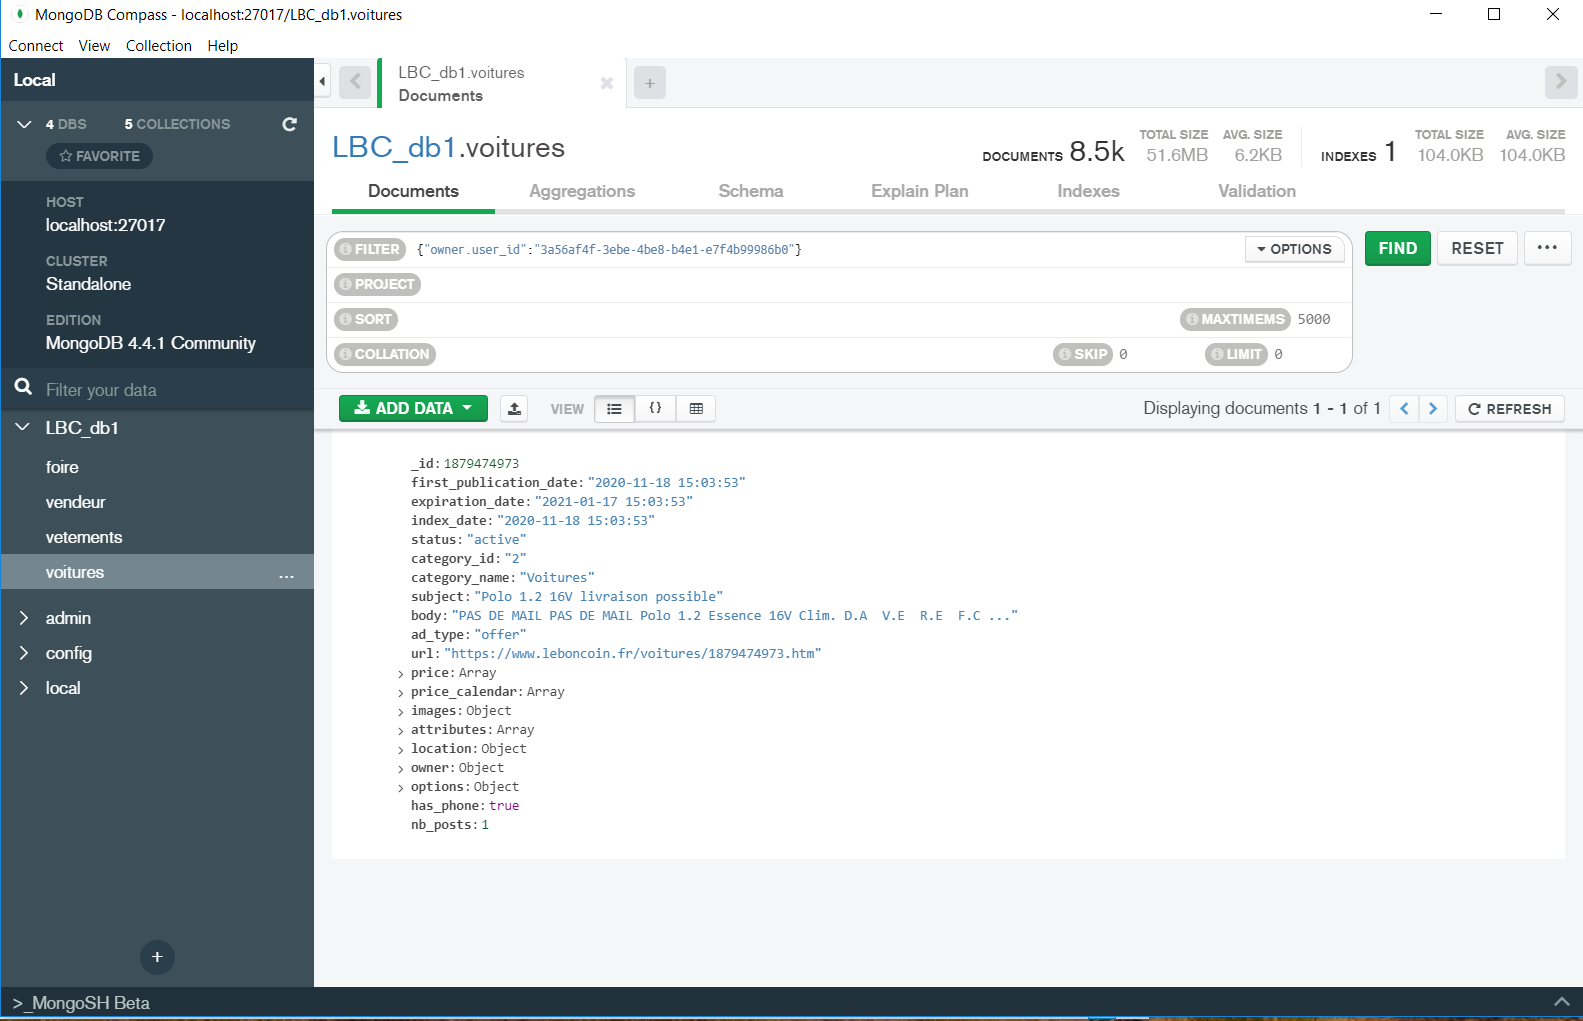 MongoDB Compass - localhost:27017/LBC_db1.voitures
Connect View Collection Help
Local
4 DBS 5 COLLECTIONS
FAVORITE
HOST
localhost:27017
CLUSTER
Standalone
EDITION
MongoDB 4.4.1 Community
Filter your data
LBC_db1
foire
vendeur
vetements
voitures ...
admin
config
local
+
LBC_db1.voitures
Documents
+
LBC_db1.voitures
DOCUMENTS 8.5k TOTAL SIZE 51.6MB AVG. SIZE 6.2KB INDEXES 1 TOTAL SIZE 104.0KB AVG. SIZE 104.0KB
Documents Aggregations Schema Explain Plan Indexes Validation
FILTER {"owner.user_id":"3a56af4f-3ebe-4be8-b4e1-e7f4b99986b0"} OPTIONS FIND RESET ...
PROJECT
SORT MAXTIMEMS 5000
COLLATION SKIP 0 LIMIT 0
ADD DATA VIEW {} Displaying documents 1 - 1 of 1 < > REFRESH
_id: 1879474973
first_publication_date: "2020-11-18 15:03:53"
expiration_date: "2021-01-17 15:03:53"
index_date: "2020-11-18 15:03:53"
status: "active"
category_id: "2"
category_name: "Voitures"
subject: "Polo 1.2 16V livraison possible"
body: "PAS DE MAIL PAS DE MAIL Polo 1.2 Essence 16V Clim. D.A  V.E  R.E  F.C ..."
ad_type: "offer"
url: "https://www.leboncoin.fr/voitures/1879474973.htm"
> price: Array
> price_calendar: Array
> images: Object
> attributes: Array
> location: Object
> owner: Object
> options: Object
has_phone: true
nb_posts: 1
>_MongoSH Beta